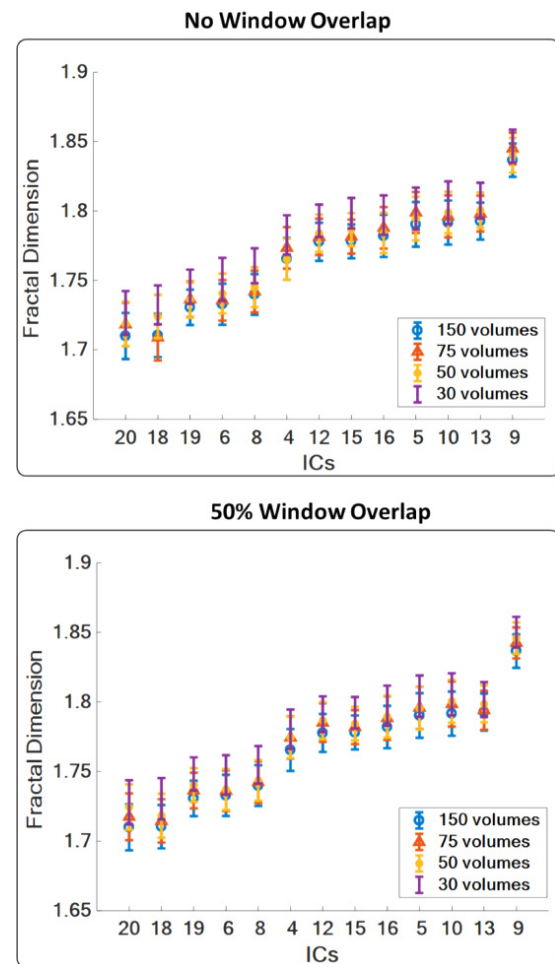 No Window Overlap
1.9
1.85
1.8
1.75
1.7
1.65
Fractal Dimension
150 volumes
75 volumes
50 volumes
30 volumes
20 18 19 6 8 4 12 15 16 5 10 13 9
ICs
50% Window Overlap
1.9
1.85
1.8
1.75
1.7
1.65
Fractal Dimension
150 volumes
75 volumes
50 volumes
30 volumes
20 18 19 6 8 4 12 15 16 5 10 13 9
ICs